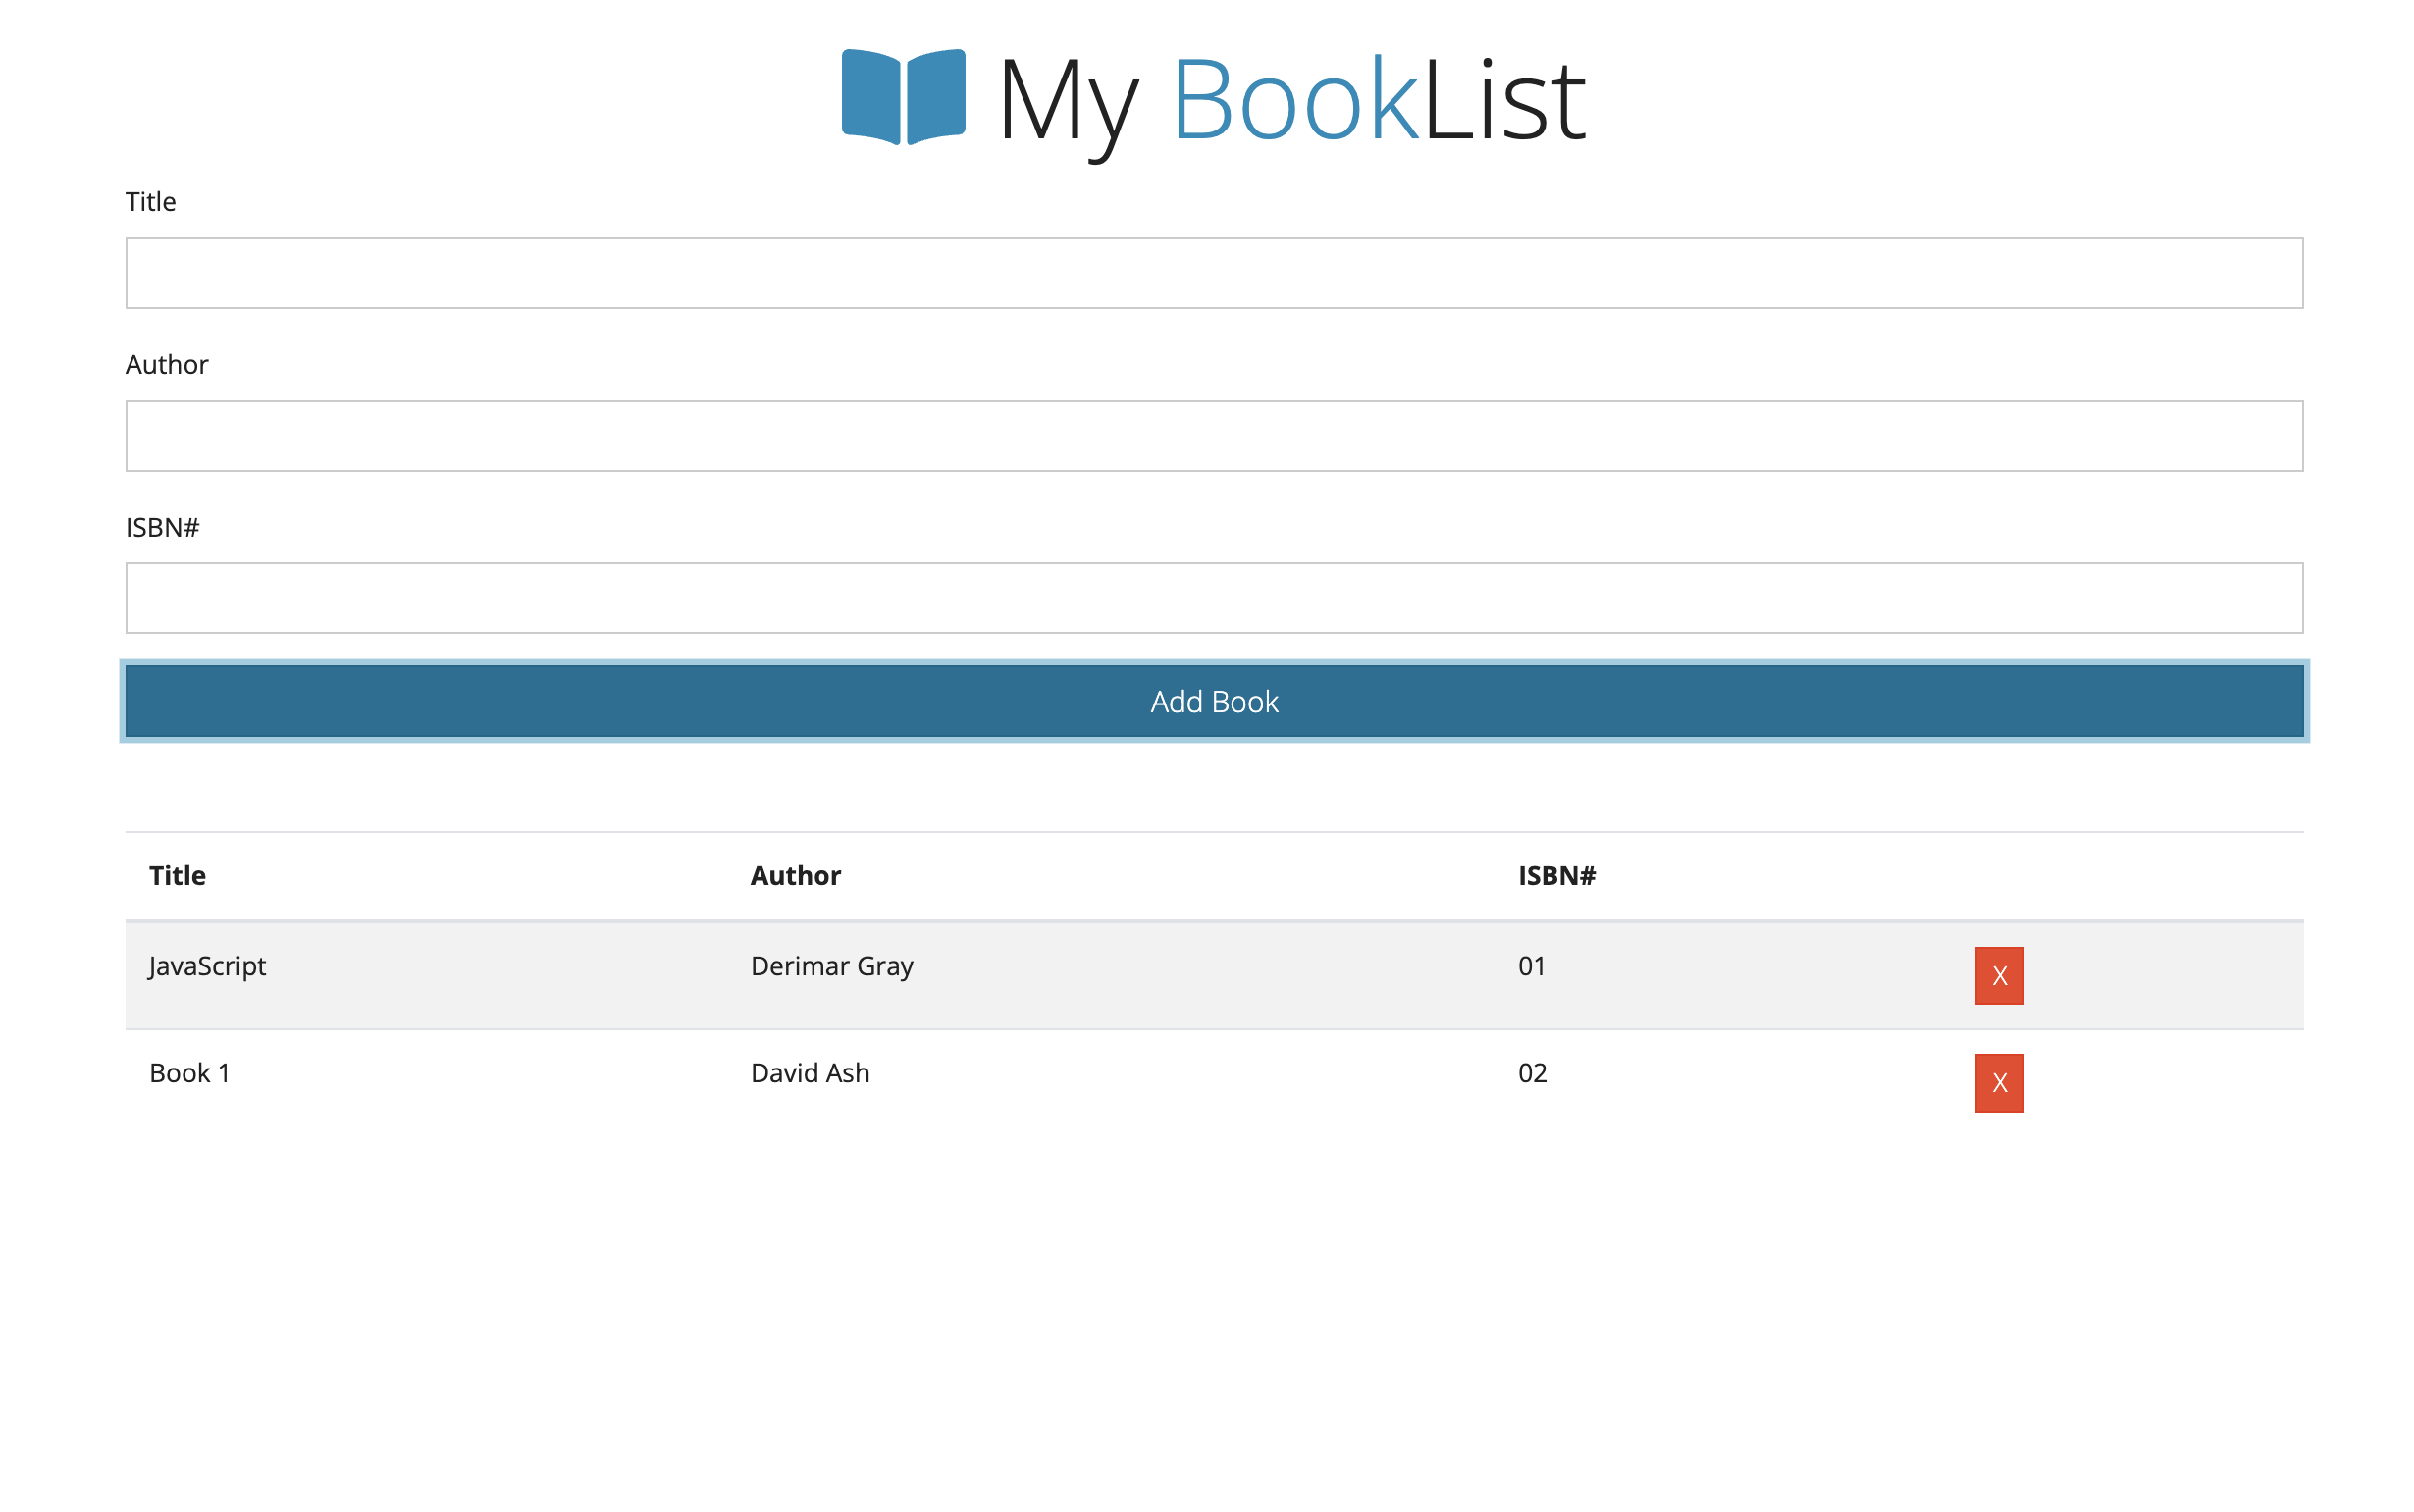 My BookList
Title
Author
ISBN#
Add Book
Title Author ISBN#
JavaScript Derimar Gray 01 X
Book 1 David Ash 02 X